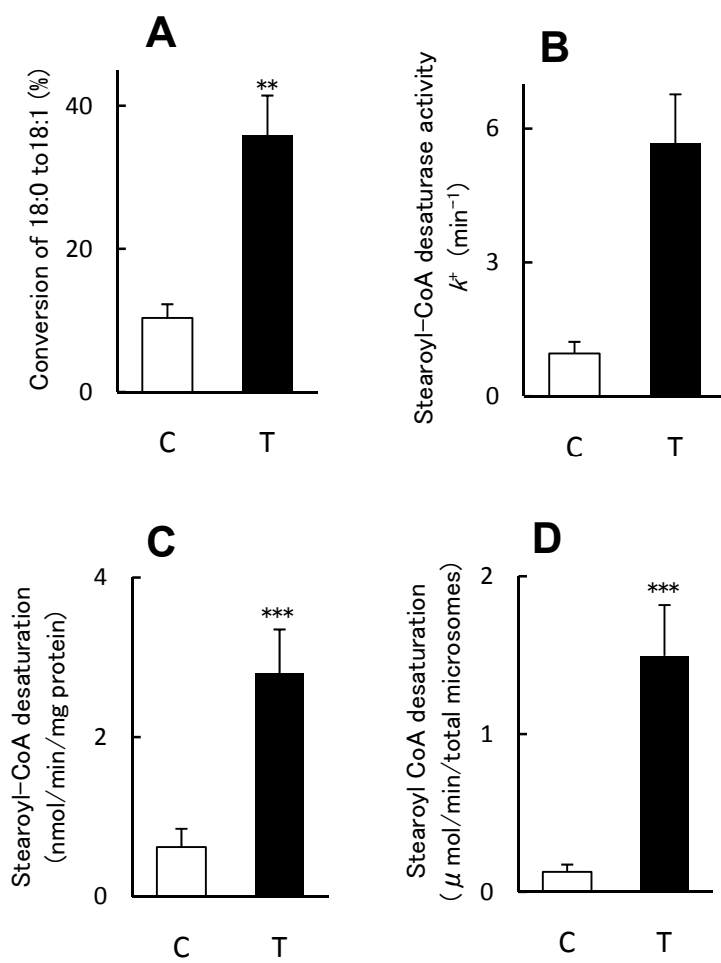 A
Conversion of 18:0 to18:1 (%)
40
20
0
**
C
T
B
Stearoyl-CoA desaturase activity
k⁺ (min⁻¹)
6
3
0
C
T
C
Stearoyl-CoA desaturation
(nmol/min/mg protein)
4
2
0
***
C
T
D
Stearoyl CoA desaturation
(μ mol/min/total microsomes)
2
1
0
***
C
T